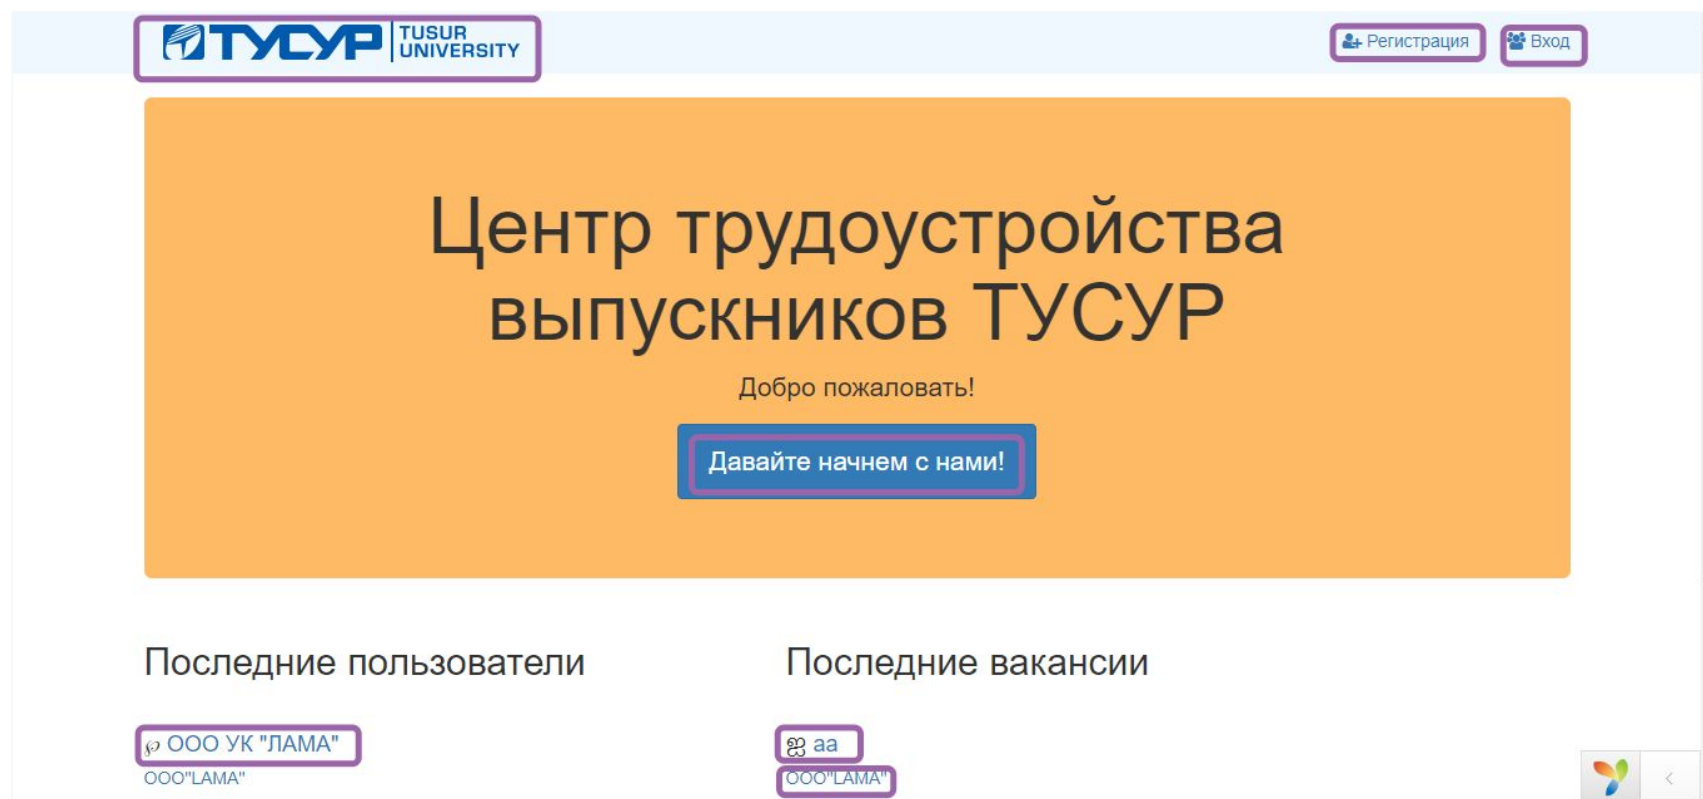 ТУСУР TUSUR UNIVERSITY
Регистрация Вход
Центр трудоустройства
выпускников ТУСУР
Добро пожаловать!
Давайте начнем с нами!
Последние пользователи
℘ ООО УК "ЛАМА"
ООО"LAMA"
Последние вакансии
ஐ aa
ООО"LAMA"